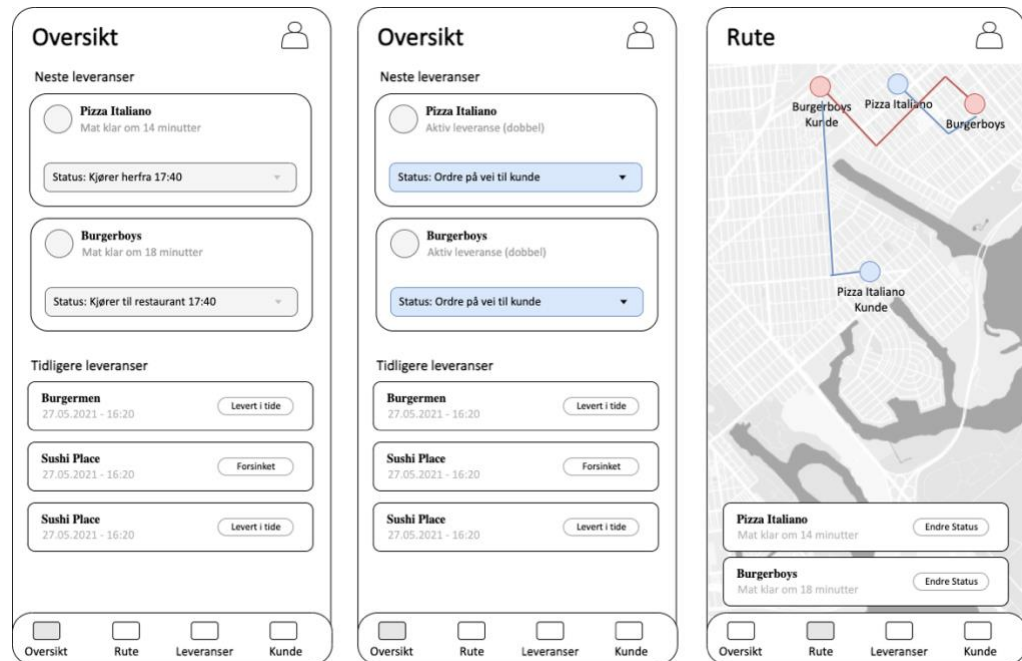 Oversikt
Neste leveranser
Pizza Italiano
Mat klar om 14 minutter
Status: Kjører herfra 17:40
Burgerboys
Mat klar om 18 minutter
Status: Kjører til restaurant 17:40
Tidligere leveranser
Burgermen
27.05.2021 - 16:20
Levert i tide
Sushi Place
27.05.2021 - 16:20
Forsinket
Sushi Place
27.05.2021 - 16:20
Levert i tide
Oversikt Rute Leveranser Kunde
Oversikt
Neste leveranser
Pizza Italiano
Aktiv leveranse (dobbel)
Status: Ordre på vei til kunde
Burgerboys
Aktiv leveranse (dobbel)
Status: Ordre på vei til kunde
Tidligere leveranser
Burgermen
27.05.2021 - 16:20
Levert i tide
Sushi Place
27.05.2021 - 16:20
Forsinket
Sushi Place
27.05.2021 - 16:20
Levert i tide
Oversikt Rute Leveranser Kunde
Rute
Burgerboys
Kunde
Pizza Italiano
Burgerboys
Pizza Italiano
Kunde
Pizza Italiano
Mat klar om 14 minutter
Endre Status
Burgerboys
Mat klar om 18 minutter
Endre Status
Oversikt Rute Leveranser Kunde